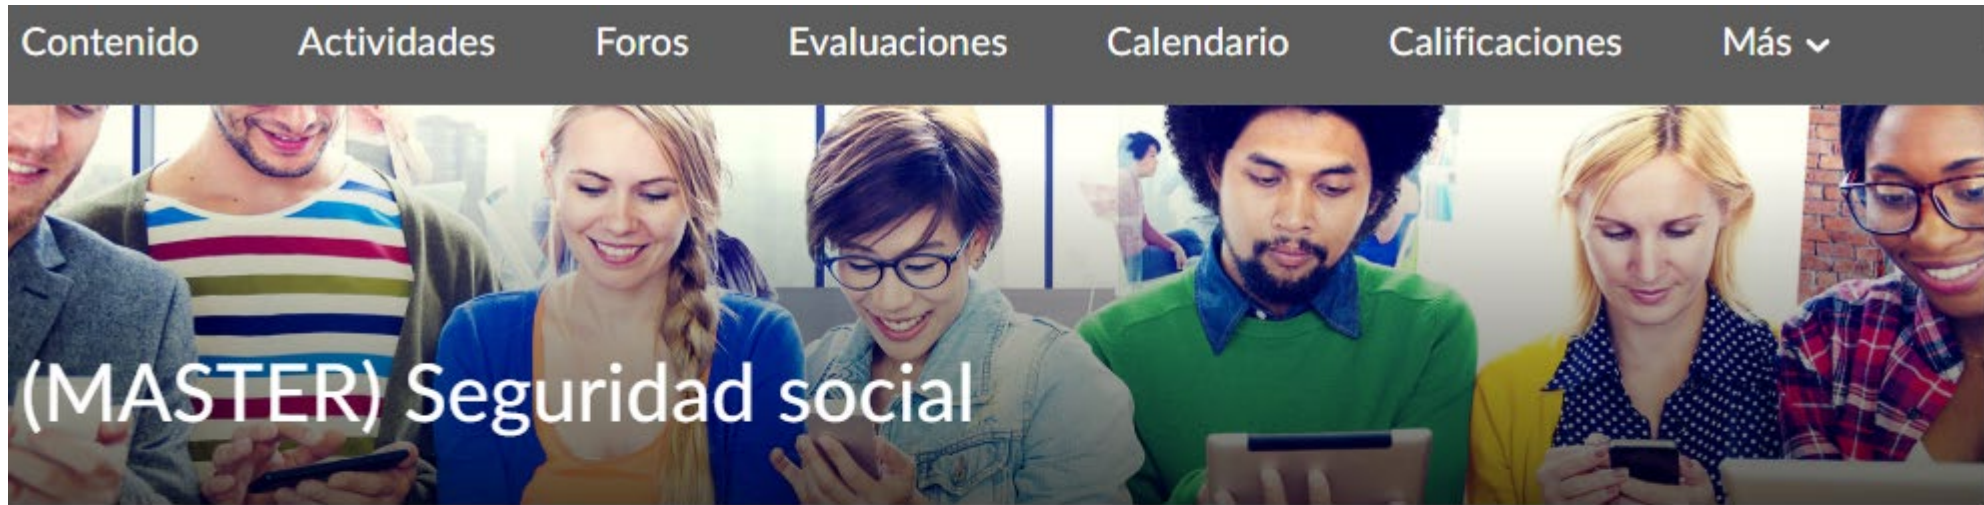 Contenido Actividades Foros Evaluaciones Calendario Calificaciones Más
(MASTER) Seguridad social